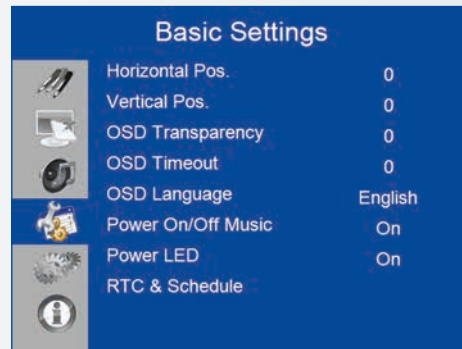 Basic Settings
Horizontal Pos. 0
Vertical Pos. 0
OSD Transparency 0
OSD Timeout 0
OSD Language English
Power On/Off Music On
Power LED On
RTC & Schedule